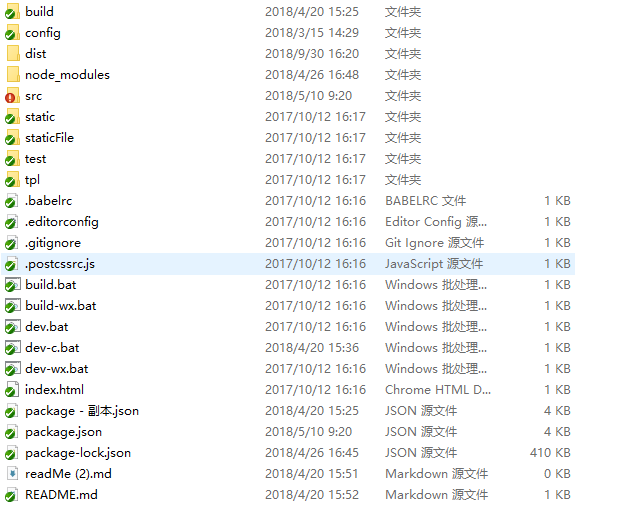 build 2018/4/20 15:25 文件夹
config 2018/3/15 14:29 文件夹
dist 2018/9/30 16:20 文件夹
node_modules 2018/4/26 16:48 文件夹
src 2018/5/10 9:20 文件夹
static 2017/10/12 16:17 文件夹
staticFile 2017/10/12 16:17 文件夹
test 2017/10/12 16:17 文件夹
tpl 2017/10/12 16:17 文件夹
.babelrc 2017/10/12 16:16 BABELRC 文件 1 KB
.editorconfig 2017/10/12 16:16 Editor Config 源... 1 KB
.gitignore 2017/10/12 16:16 Git Ignore 源文件 1 KB
.postcssrc.js 2017/10/12 16:16 JavaScript 源文件 1 KB
build.bat 2017/10/12 16:16 Windows 批处理... 1 KB
build-wx.bat 2017/10/12 16:16 Windows 批处理... 1 KB
dev.bat 2017/10/12 16:16 Windows 批处理... 1 KB
dev-c.bat 2018/4/20 15:36 Windows 批处理... 1 KB
dev-wx.bat 2017/10/12 16:16 Windows 批处理... 1 KB
index.html 2017/10/12 16:16 Chrome HTML D... 1 KB
package - 副本.json 2018/4/20 15:25 JSON 源文件 4 KB
package.json 2018/5/10 9:20 JSON 源文件 4 KB
package-lock.json 2018/4/26 16:45 JSON 源文件 410 KB
readMe (2).md 2018/4/20 15:51 Markdown 源文件 0 KB
README.md 2018/4/20 15:52 Markdown 源文件 1 KB